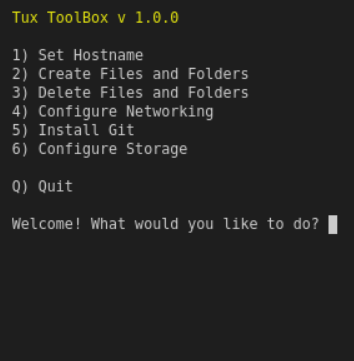 Tux ToolBox v 1.0.0
1) Set Hostname
2) Create Files and Folders
3) Delete Files and Folders
4) Configure Networking
5) Install Git
6) Configure Storage
Q) Quit
Welcome! What would you like to do?